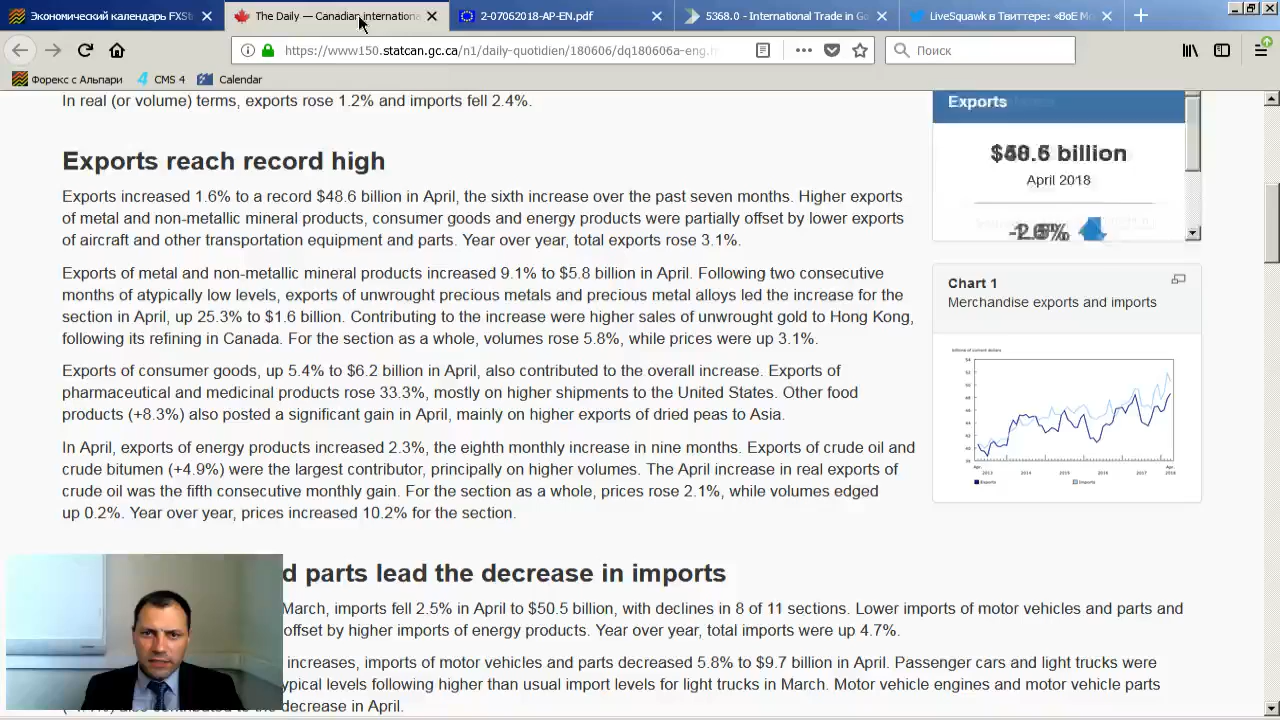 Экономический календарь FXSt
The Daily — Canadian internationa
2-07062018-AP-EN.pdf
5368.0 - International Trade in Go
LiveSquawk в Твиттере: «BoE M
https://www150.statcan.gc.ca/n1/daily-quotidien/180606/dq180606a-eng.h
Поиск
Форекс с Альпари
CMS 4
Calendar
In real (or volume) terms, exports rose 1.2% and imports fell 2.4%.
Exports reach record high
Exports increased 1.6% to a record $48.6 billion in April, the sixth increase over the past seven months. Higher exports
of metal and non-metallic mineral products, consumer goods and energy products were partially offset by lower exports
of aircraft and other transportation equipment and parts. Year over year, total exports rose 3.1%.
Exports of metal and non-metallic mineral products increased 9.1% to $5.8 billion in April. Following two consecutive
months of atypically low levels, exports of unwrought precious metals and precious metal alloys led the increase for the
section in April, up 25.3% to $1.6 billion. Contributing to the increase were higher sales of unwrought gold to Hong Kong,
following its refining in Canada. For the section as a whole, volumes rose 5.8%, while prices were up 3.1%.
Exports of consumer goods, up 5.4% to $6.2 billion in April, also contributed to the overall increase. Exports of
pharmaceutical and medicinal products rose 33.3%, mostly on higher shipments to the United States. Other food
products (+8.3%) also posted a significant gain in April, mainly on higher exports of dried peas to Asia.
In April, exports of energy products increased 2.3%, the eighth monthly increase in nine months. Exports of crude oil and
crude bitumen (+4.9%) were the largest contributor, principally on higher volumes. The April increase in real exports of
crude oil was the fifth consecutive monthly gain. For the section as a whole, prices rose 2.1%, while volumes edged
up 0.2%. Year over year, prices increased 10.2% for the section.
d parts lead the decrease in imports
March, imports fell 2.5% in April to $50.5 billion, with declines in 8 of 11 sections. Lower imports of motor vehicles and parts and
offset by higher imports of energy products. Year over year, total imports were up 4.7%.
increases, imports of motor vehicles and parts decreased 5.8% to $9.7 billion in April. Passenger cars and light trucks were
ypical levels following higher than usual import levels for light trucks in March. Motor vehicle engines and motor vehicle parts
also contributed to the decrease in April.
Exports
billion
April 2018
Chart 1
Merchandise exports and imports
billions of current dollars
Apr. 2013
2014
2015
2016
2017
Apr. 2018
Exports
Imports